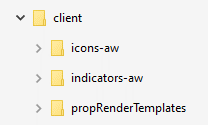 client
icons-aw
indicators-aw
propRenderTemplates